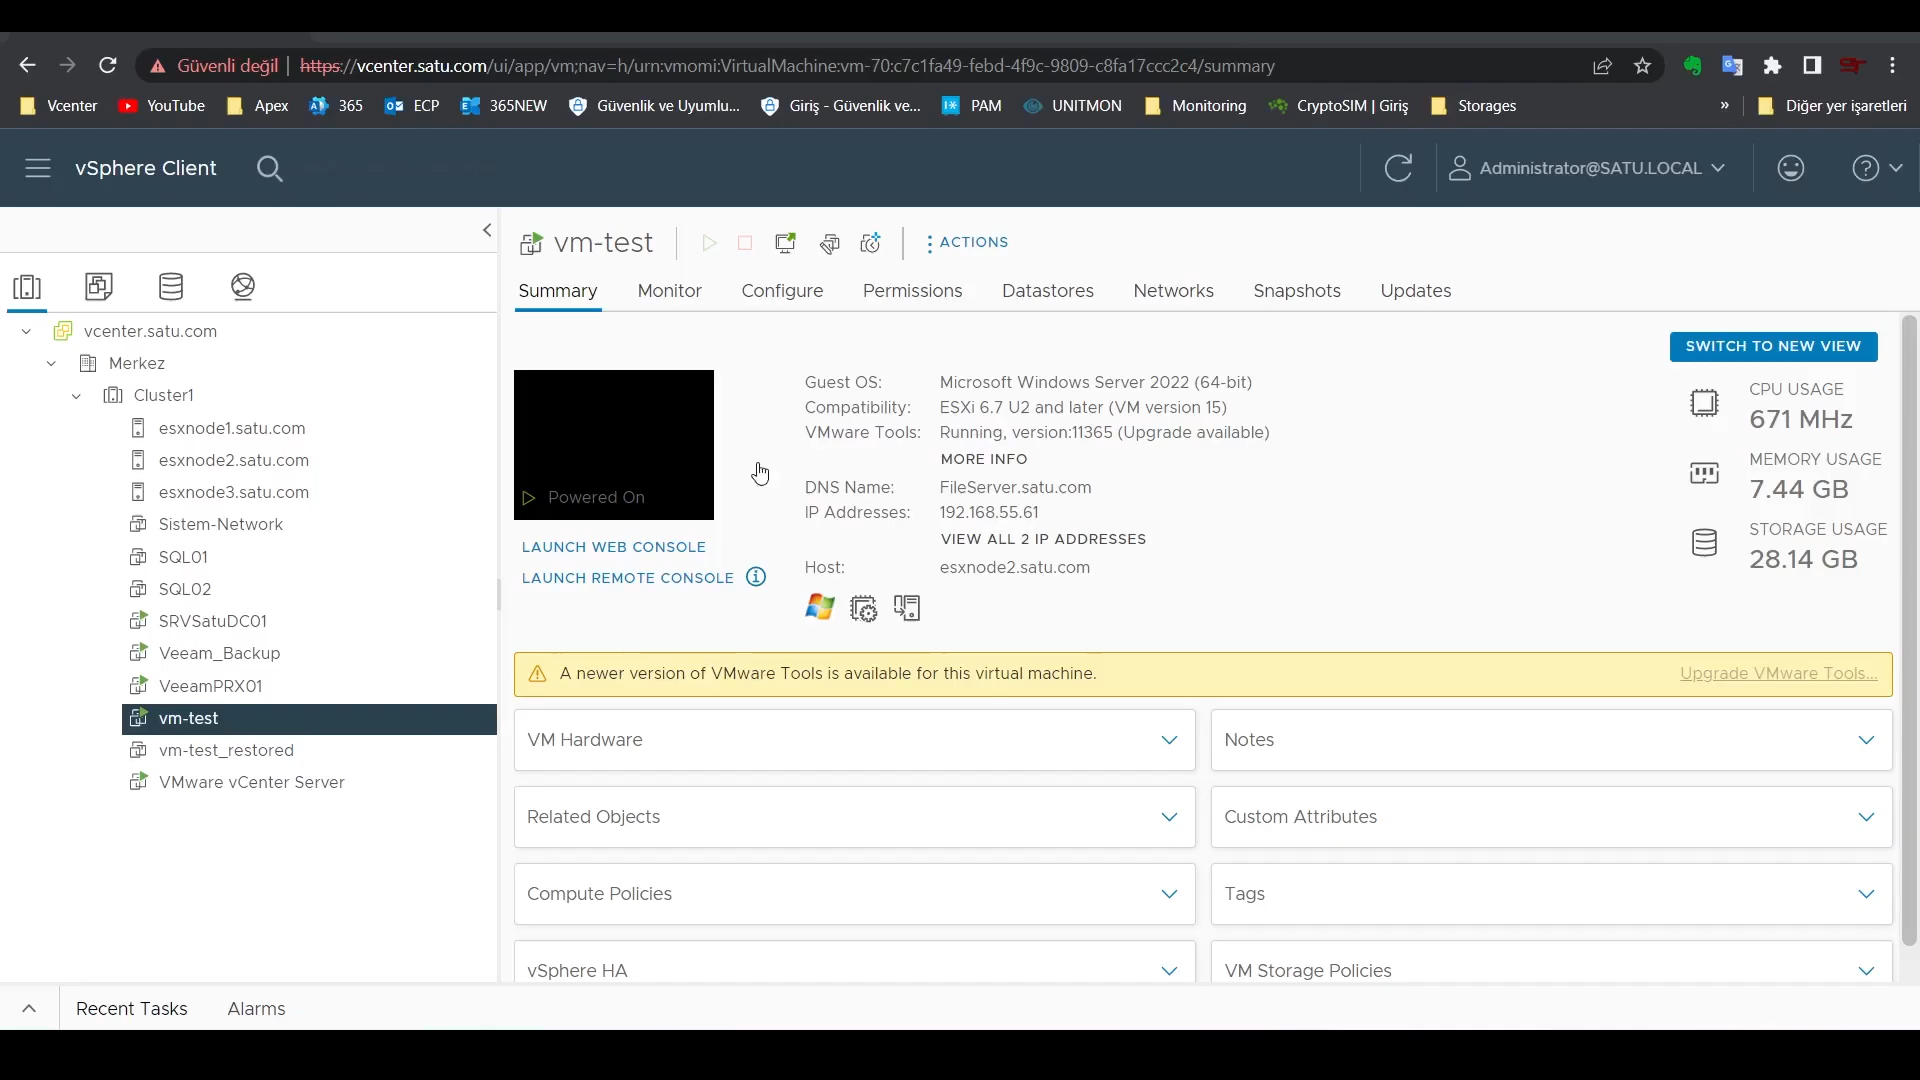 Güvenli değil | https://vcenter.satu.com/ui/app/vm;nav=h/urn:vmomi:VirtualMachine:vm-70:c7c1fa49-febd-4f9c-9809-c8fa17ccc2c4/summary
Vcenter YouTube Apex 365 ECP 365NEW Güvenlik ve Uyumlu... Giriş - Güvenlik ve... PAM UNITMON Monitoring CryptoSIM | Giriş Storages » Diğer yer işaretleri
vSphere Client Administrator@SATU.LOCAL
vm-test ACTIONS
Summary Monitor Configure Permissions Datastores Networks Snapshots Updates
vcenter.satu.com
Merkez
Cluster1
esxnode1.satu.com
esxnode2.satu.com
esxnode3.satu.com
Sistem-Network
SQL01
SQL02
SRVSatuDC01
Veeam_Backup
VeeamPRX01
vm-test
vm-test_restored
VMware vCenter Server
Powered On
LAUNCH WEB CONSOLE
LAUNCH REMOTE CONSOLE
Guest OS: Microsoft Windows Server 2022 (64-bit)
Compatibility: ESXi 6.7 U2 and later (VM version 15)
VMware Tools: Running, version:11365 (Upgrade available)
MORE INFO
DNS Name: FileServer.satu.com
IP Addresses: 192.168.55.61
VIEW ALL 2 IP ADDRESSES
Host: esxnode2.satu.com
SWITCH TO NEW VIEW
CPU USAGE
671 MHz
MEMORY USAGE
7.44 GB
STORAGE USAGE
28.14 GB
A newer version of VMware Tools is available for this virtual machine. Upgrade VMware Tools...
VM Hardware Notes
Related Objects Custom Attributes
Compute Policies Tags
vSphere HA VM Storage Policies
Recent Tasks Alarms